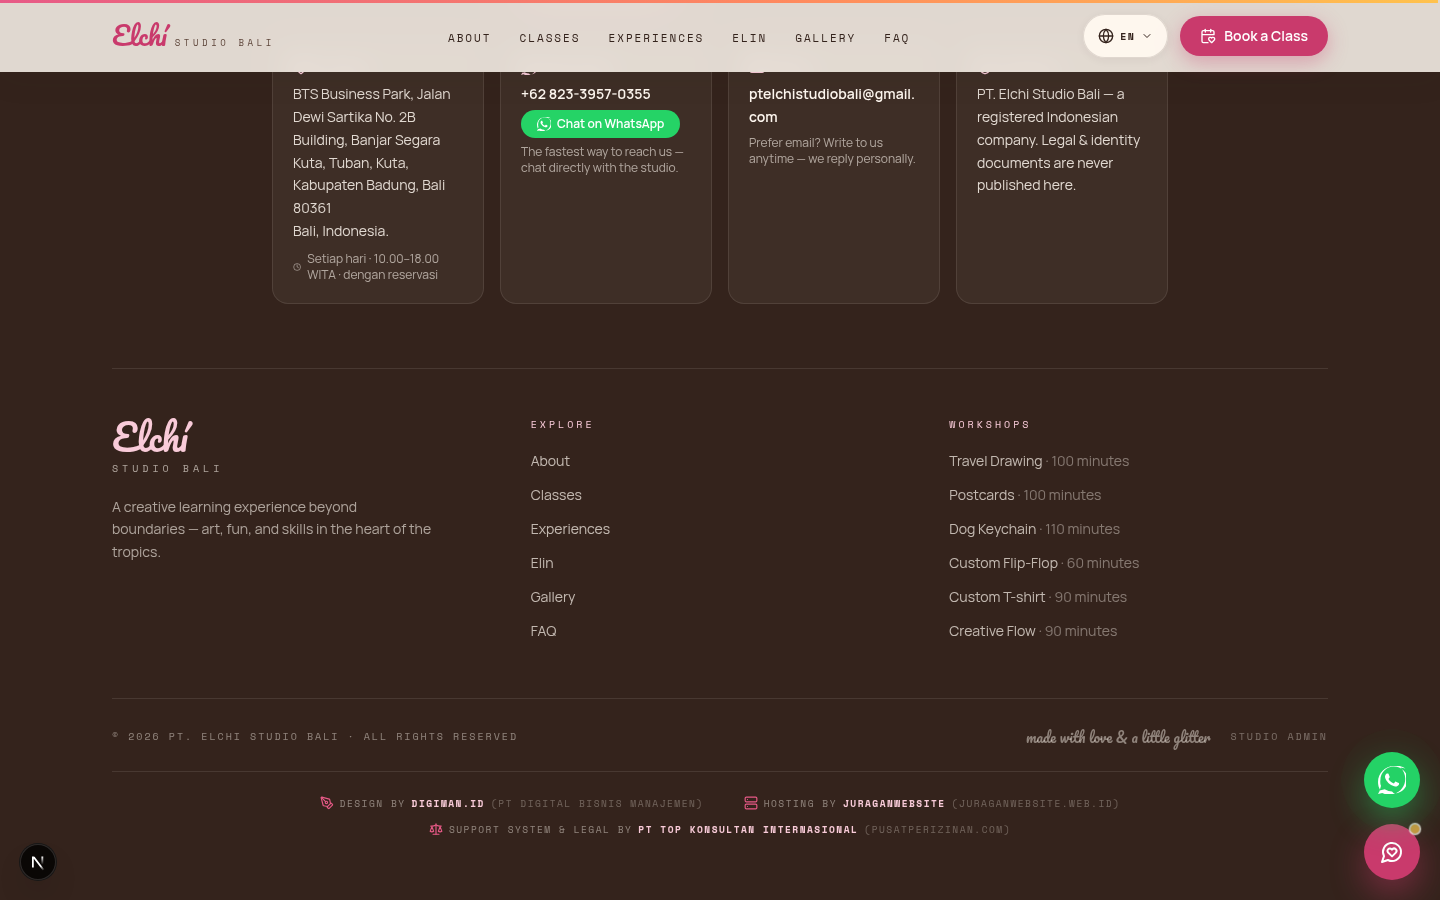 Elchí STUDIO BALI
ABOUT CLASSES EXPERIENCES ELIN GALLERY FAQ
EN
Book a Class
BTS Business Park, Jalan
Dewi Sartika No. 2B
Building, Banjar Segara
Kuta, Tuban, Kuta,
Kabupaten Badung, Bali
80361
Bali, Indonesia.
Setiap hari · 10.00–18.00
WITA · dengan reservasi
+62 823-3957-0355
Chat on WhatsApp
The fastest way to reach us —
chat directly with the studio.
ptelchistudiobali@gmail.
com
Prefer email? Write to us
anytime — we reply personally.
PT. Elchi Studio Bali — a
registered Indonesian
company. Legal & identity
documents are never
published here.
Elchí
STUDIO BALI
A creative learning experience beyond
boundaries — art, fun, and skills in the heart of the
tropics.
EXPLORE
About
Classes
Experiences
Elin
Gallery
FAQ
WORKSHOPS
Travel Drawing · 100 minutes
Postcards · 100 minutes
Dog Keychain · 110 minutes
Custom Flip-Flop · 60 minutes
Custom T-shirt · 90 minutes
Creative Flow · 90 minutes
© 2026 PT. ELCHI STUDIO BALI · ALL RIGHTS RESERVED
made with love & a little glitter
STUDIO ADMIN
DESIGN BY DIGIMAN.ID (PT DIGITAL BISNIS MANAJEMEN)
HOSTING BY JURAGANWEBSITE (JURAGANWEBSITE.WEB.ID)
SUPPORT SYSTEM & LEGAL BY PT TOP KONSULTAN INTERNASIONAL (PUSATPERIZINAN.COM)
N